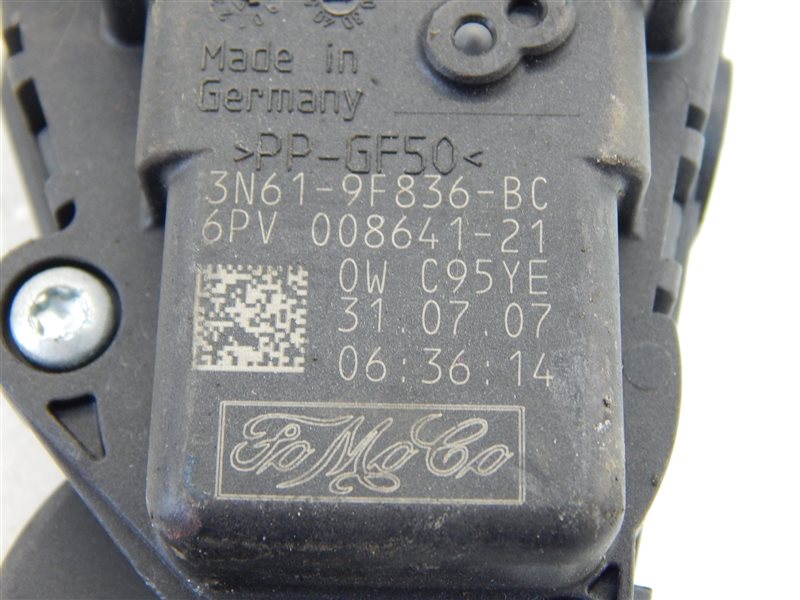 Made in
Germany
>PP-GF50<
3N61-9F836-BC
6PV 008641-21
0W C95YE
31.07.07
06:36:14
FoMoCo